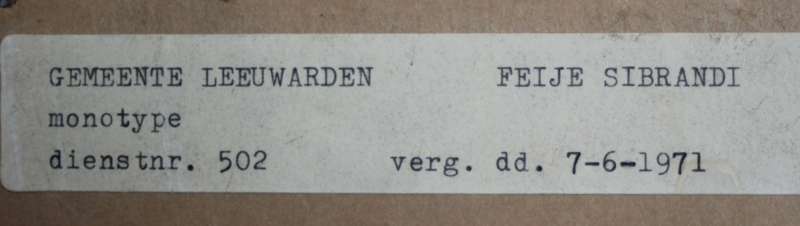 GEMEENTE LEEUWARDEN FEIJE SIBRANDI
monotype
dienstnr. 502 verg. dd. 7-6-1971